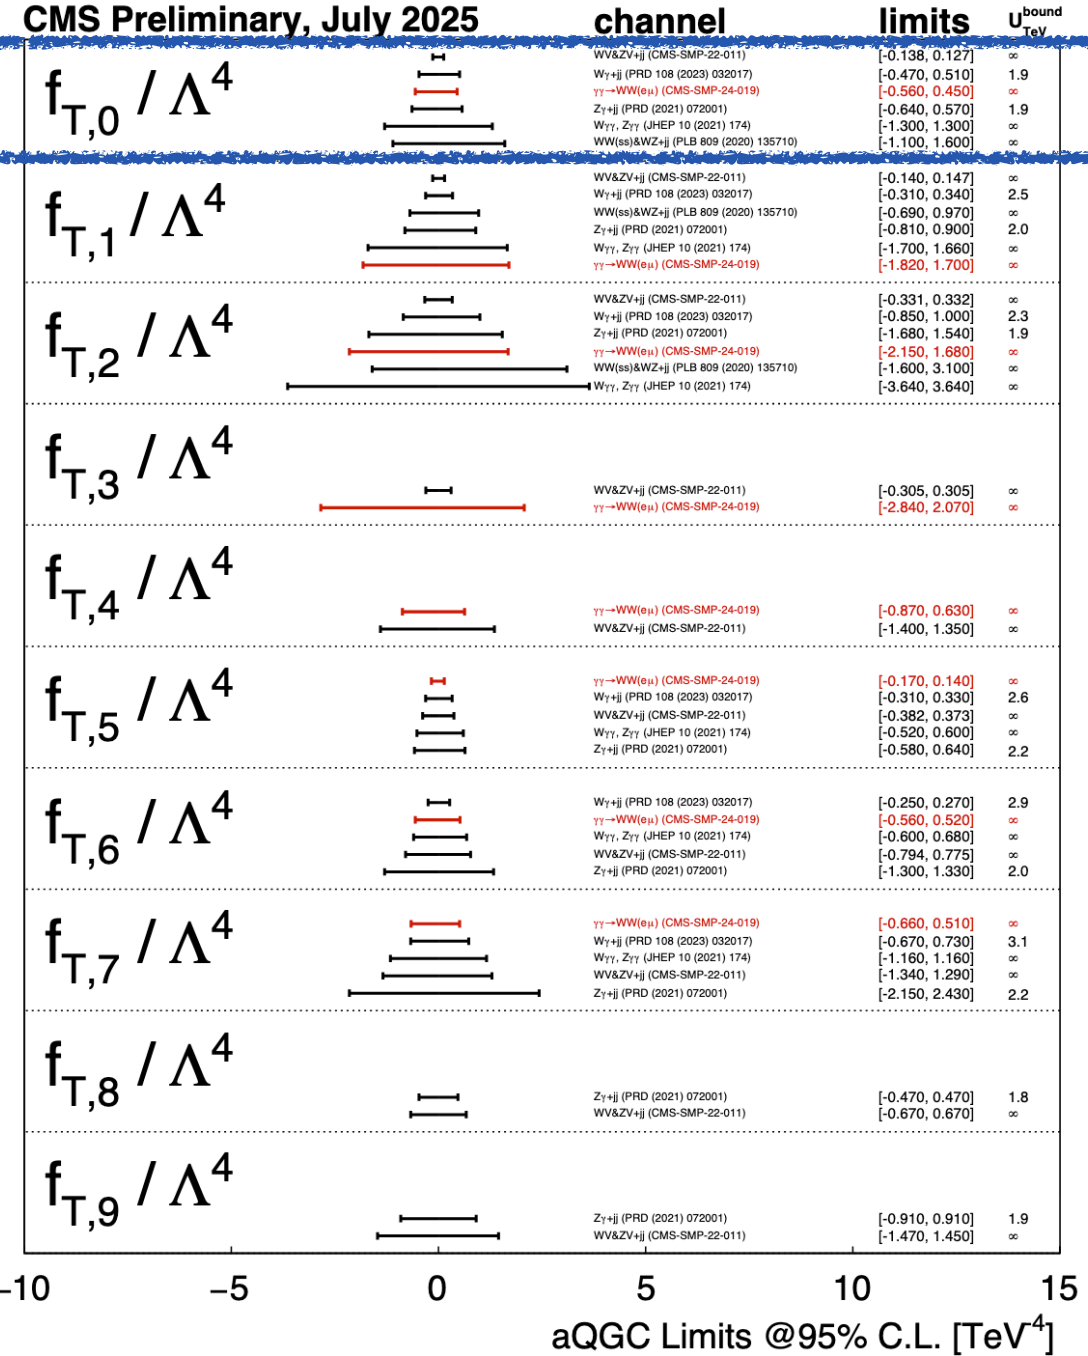 CMS Preliminary, July 2025 channel limits U bound TeV
f T,0 / Λ4
WV&ZV+jj (CMS-SMP-22-011) [-0.138, 0.127] ∞
Wγ+jj (PRD 108 (2023) 032017) [-0.470, 0.510] 1.9
γγ→WW(eμ) (CMS-SMP-24-019) [-0.560, 0.450] ∞
Zγ+jj (PRD (2021) 072001) [-0.640, 0.570] 1.9
Wγγ, Zγγ (JHEP 10 (2021) 174) [-1.300, 1.300] ∞
WW(ss)&WZ+jj (PLB 809 (2020) 135710) [-1.100, 1.600] ∞
f T,1 / Λ4
WV&ZV+jj (CMS-SMP-22-011) [-0.140, 0.147] ∞
Wγ+jj (PRD 108 (2023) 032017) [-0.310, 0.340] 2.5
WW(ss)&WZ+jj (PLB 809 (2020) 135710) [-0.690, 0.970] ∞
Zγ+jj (PRD (2021) 072001) [-0.810, 0.900] 2.0
Wγγ, Zγγ (JHEP 10 (2021) 174) [-1.700, 1.660] ∞
γγ→WW(eμ) (CMS-SMP-24-019) [-1.820, 1.700] ∞
f T,2 / Λ4
WV&ZV+jj (CMS-SMP-22-011) [-0.331, 0.332] ∞
Wγ+jj (PRD 108 (2023) 032017) [-0.850, 1.000] 2.3
Zγ+jj (PRD (2021) 072001) [-1.680, 1.540] 1.9
γγ→WW(eμ) (CMS-SMP-24-019) [-2.150, 1.680] ∞
WW(ss)&WZ+jj (PLB 809 (2020) 135710) [-1.600, 3.100] ∞
Wγγ, Zγγ (JHEP 10 (2021) 174) [-3.640, 3.640] ∞
f T,3 / Λ4
WV&ZV+jj (CMS-SMP-22-011) [-0.305, 0.305] ∞
γγ→WW(eμ) (CMS-SMP-24-019) [-2.840, 2.070] ∞
f T,4 / Λ4
γγ→WW(eμ) (CMS-SMP-24-019) [-0.870, 0.630] ∞
WV&ZV+jj (CMS-SMP-22-011) [-1.400, 1.350] ∞
f T,5 / Λ4
γγ→WW(eμ) (CMS-SMP-24-019) [-0.170, 0.140] ∞
Wγ+jj (PRD 108 (2023) 032017) [-0.310, 0.330] 2.6
WV&ZV+jj (CMS-SMP-22-011) [-0.382, 0.373] ∞
Wγγ, Zγγ (JHEP 10 (2021) 174) [-0.520, 0.600] ∞
Zγ+jj (PRD (2021) 072001) [-0.580, 0.640] 2.2
f T,6 / Λ4
Wγ+jj (PRD 108 (2023) 032017) [-0.250, 0.270] 2.9
γγ→WW(eμ) (CMS-SMP-24-019) [-0.560, 0.520] ∞
Wγγ, Zγγ (JHEP 10 (2021) 174) [-0.600, 0.680] ∞
WV&ZV+jj (CMS-SMP-22-011) [-0.794, 0.775] ∞
Zγ+jj (PRD (2021) 072001) [-1.300, 1.330] 2.0
f T,7 / Λ4
γγ→WW(eμ) (CMS-SMP-24-019) [-0.660, 0.510] ∞
Wγ+jj (PRD 108 (2023) 032017) [-0.670, 0.730] 3.1
Wγγ, Zγγ (JHEP 10 (2021) 174) [-1.160, 1.160] ∞
WV&ZV+jj (CMS-SMP-22-011) [-1.340, 1.290] ∞
Zγ+jj (PRD (2021) 072001) [-2.150, 2.430] 2.2
f T,8 / Λ4
Zγ+jj (PRD (2021) 072001) [-0.470, 0.470] 1.8
WV&ZV+jj (CMS-SMP-22-011) [-0.670, 0.670] ∞
f T,9 / Λ4
Zγ+jj (PRD (2021) 072001) [-0.910, 0.910] 1.9
WV&ZV+jj (CMS-SMP-22-011) [-1.470, 1.450] ∞
−10 −5 0 5 10 15
aQGC Limits @95% C.L. [TeV-4]